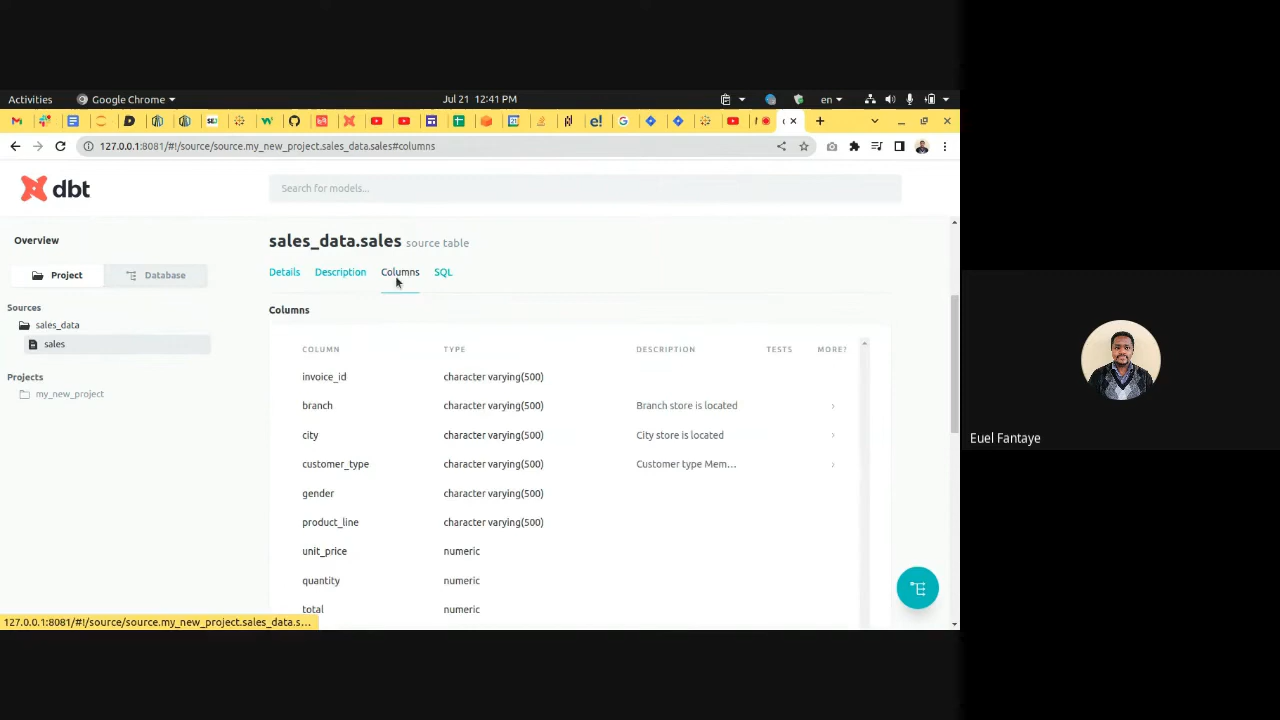 Activities
Google Chrome
Jul 21 12:41 PM
en
127.0.0.1:8081/#!/source/source.my_new_project.sales_data.sales#columns
dbt
Search for models...
Overview
Project
Database
Sources
sales_data
sales
Projects
my_new_project
sales_data.sales source table
Details Description Columns SQL
Columns
COLUMN TYPE DESCRIPTION TESTS MORE?
invoice_id character varying(500)
branch character varying(500) Branch store is located
city character varying(500) City store is located
customer_type character varying(500) Customer type Mem...
gender character varying(500)
product_line character varying(500)
unit_price numeric
quantity numeric
total numeric
127.0.0.1:8081/#!/source/source.my_new_project.sales_data.s...
Euel Fantaye